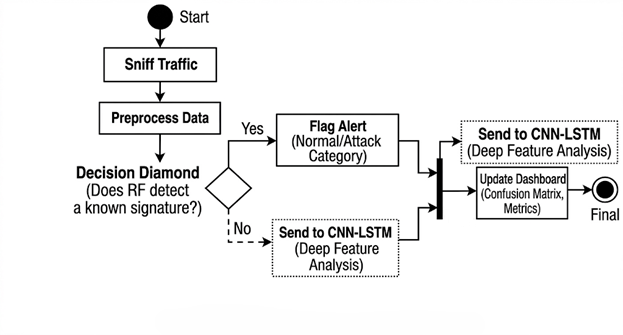 Start
Sniff Traffic
Preprocess Data
Decision Diamond
(Does RF detect
a known signature?)
Yes
Flag Alert
(Normal/Attack
Category)
No
Send to CNN-LSTM
(Deep Feature
Analysis)
Send to CNN-LSTM
(Deep Feature Analysis)
Update Dashboard
(Confusion Matrix,
Metrics)
Final